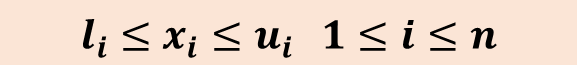 lᵢ ≤ xᵢ ≤ uᵢ 1 ≤ i ≤ n